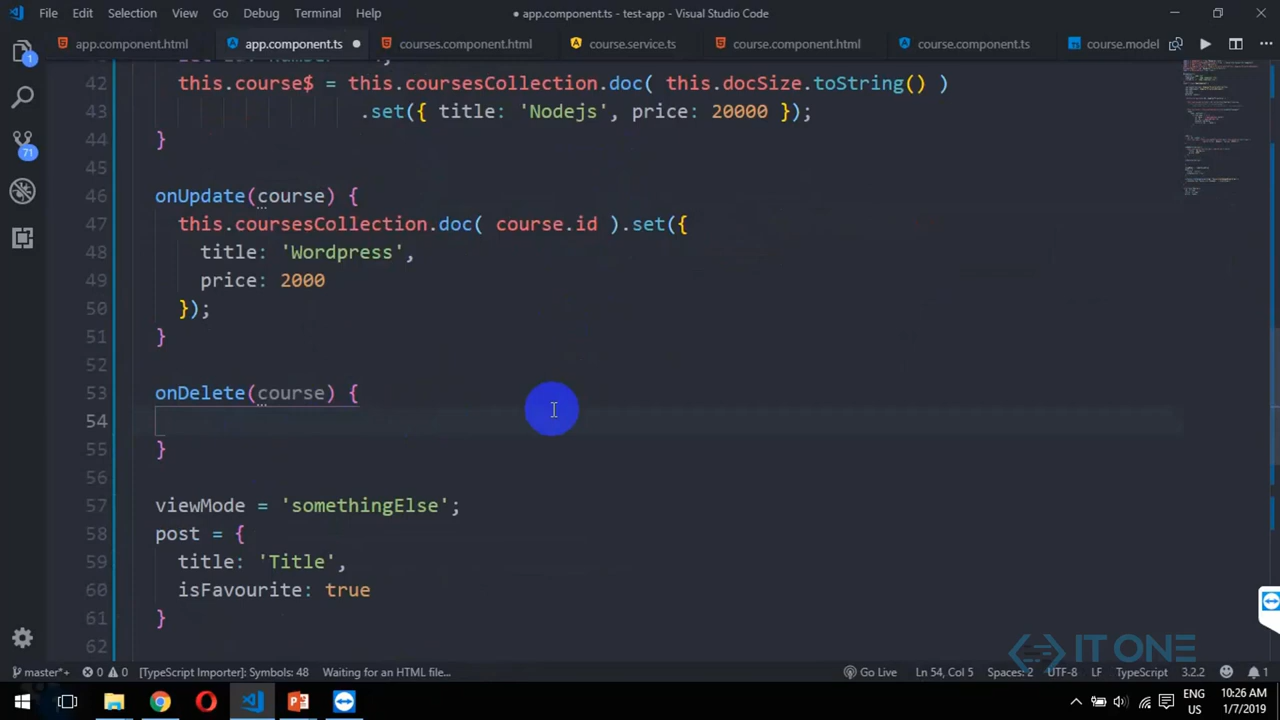 File Edit Selection View Go Debug Terminal Help
● app.component.ts - test-app - Visual Studio Code
app.component.html app.component.ts courses.component.html course.service.ts course.component.html course.component.ts course.model
42 this.course$ = this.coursesCollection.doc( this.docSize.toString() )
43 .set({ title: 'Nodejs', price: 20000 });
44 }
45
46 onUpdate(course) {
47 this.coursesCollection.doc( course.id ).set({
48 title: 'Wordpress',
49 price: 2000
50 });
51 }
52
53 onDelete(course) {
54
55 }
56
57 viewMode = 'somethingElse';
58 post = {
59 title: 'Title',
60 isFavourite: true
61 }
62
1
71
IT ONE
master*+ 0 0 [TypeScript Importer]: Symbols: 48 Waiting for an HTML file... Go Live Ln 54, Col 5 Spaces: 2 UTF-8 LF TypeScript 3.2.2 1
ENG 10:26 AM
US 1/7/2019